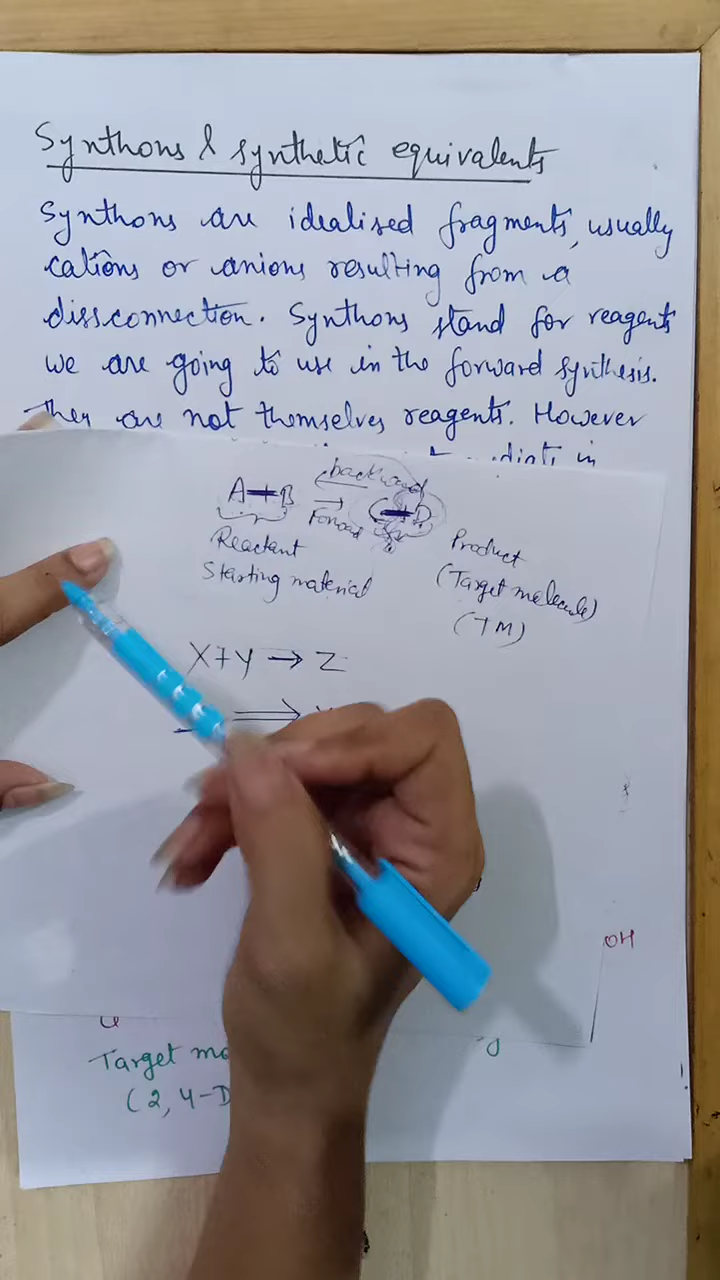 Synthons & synthetic equivalents
Synthons are idealised fragments, usually
cations or anions resulting from a
dissconnection. Synthons stand for reagents
we are going to use in the forward synthesis.
They are not themselves reagents. However
in
A+B → C+D
backward
Forward
Reactant
Starting material
Product
(Target molecule)
(TM)
X+Y → Z
⇒
OH
Target
(2,4-D